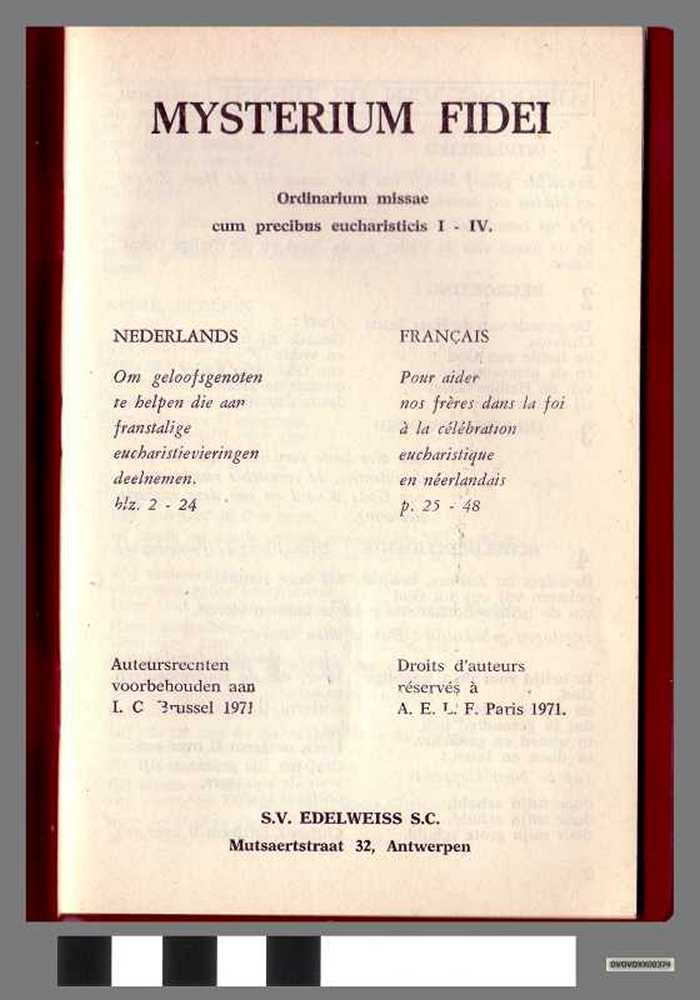 MYSTERIUM FIDEI
Ordinarium missae
cum precibus eucharisticis I - IV.
NEDERLANDS
Om geloofsgenoten
te helpen die aan
franstalige
eucharistievieringen
deelnemen.
blz. 2 - 24
FRANÇAIS
Pour aider
nos frères dans la foi
à la célébration
eucharistique
en néerlandais
p. 25 - 48
Auteursrechten
voorbehouden aan
I. C. Brussel 1971
Droits d'auteurs
réservés à
A. E. L. F. Paris 1971.
S.V. EDELWEISS S.C.
Mutsaertstraat 32, Antwerpen
OVOVOXX00374